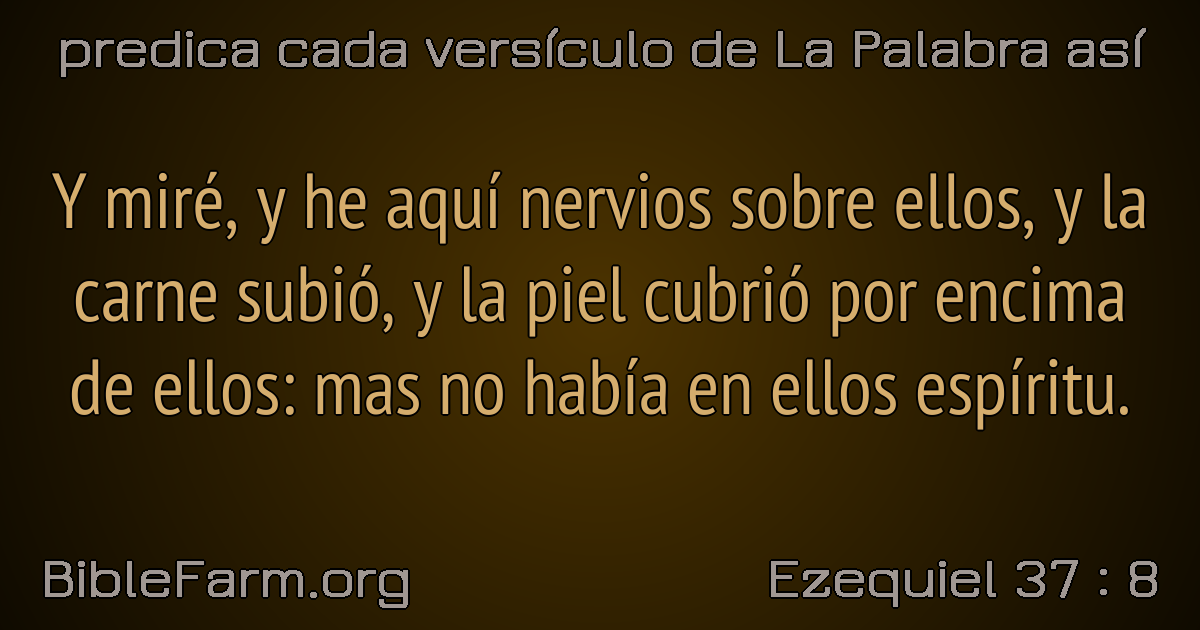 predica cada versículo de La Palabra así
Y miré, y he aquí nervios sobre ellos, y la
carne subió, y la piel cubrió por encima
de ellos: mas no había en ellos espíritu.
BibleFarm.org
Ezequiel 37 : 8